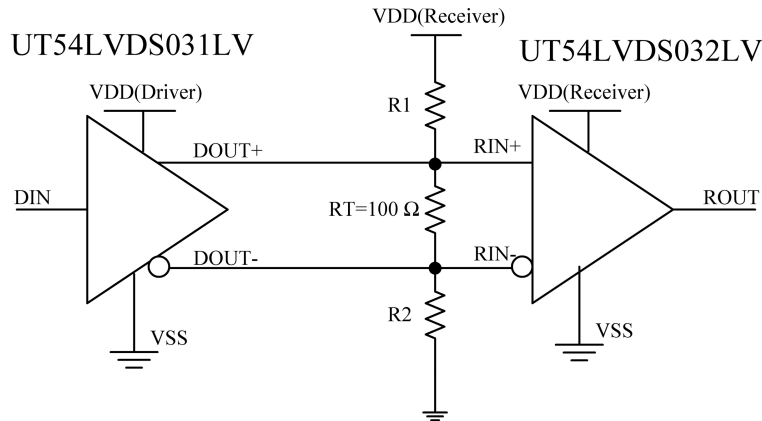 VDD(Receiver)
UT54LVDS031LV
UT54LVDS032LV
VDD(Driver)
R1
VDD(Receiver)
DOUT+
RIN+
DIN
RT=100 Ω
ROUT
DOUT-
RIN-
R2
VSS
VSS